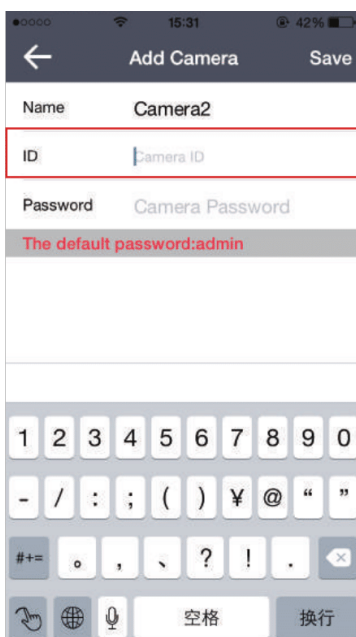 15:31 42%
Add Camera Save
Name Camera2
ID Camera ID
Password Camera Password
The default password:admin
1 2 3 4 5 6 7 8 9 0
- / : ; ( ) ¥ @ “ ”
#+= 。 , 、 ? ! .
空格 换行